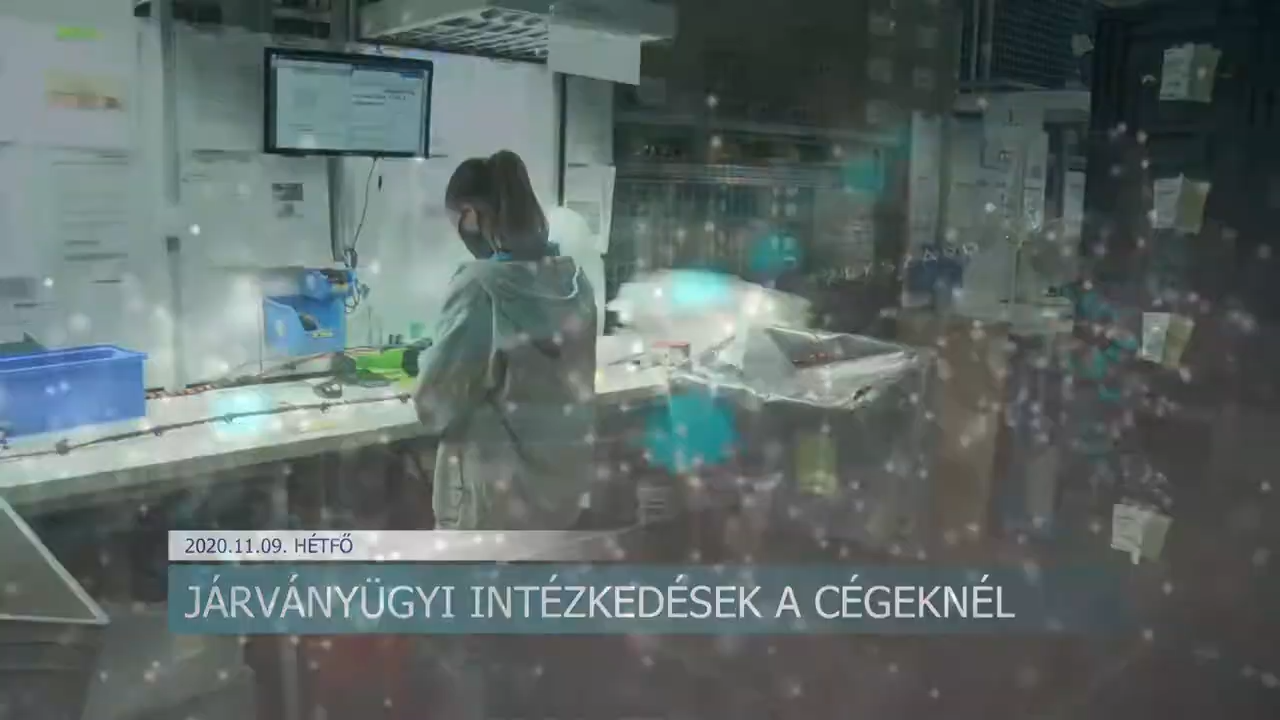 2020.11.09. HÉTFŐ
JÁRVÁNYÜGYI INTÉZKEDÉSEK A CÉGEKNÉL